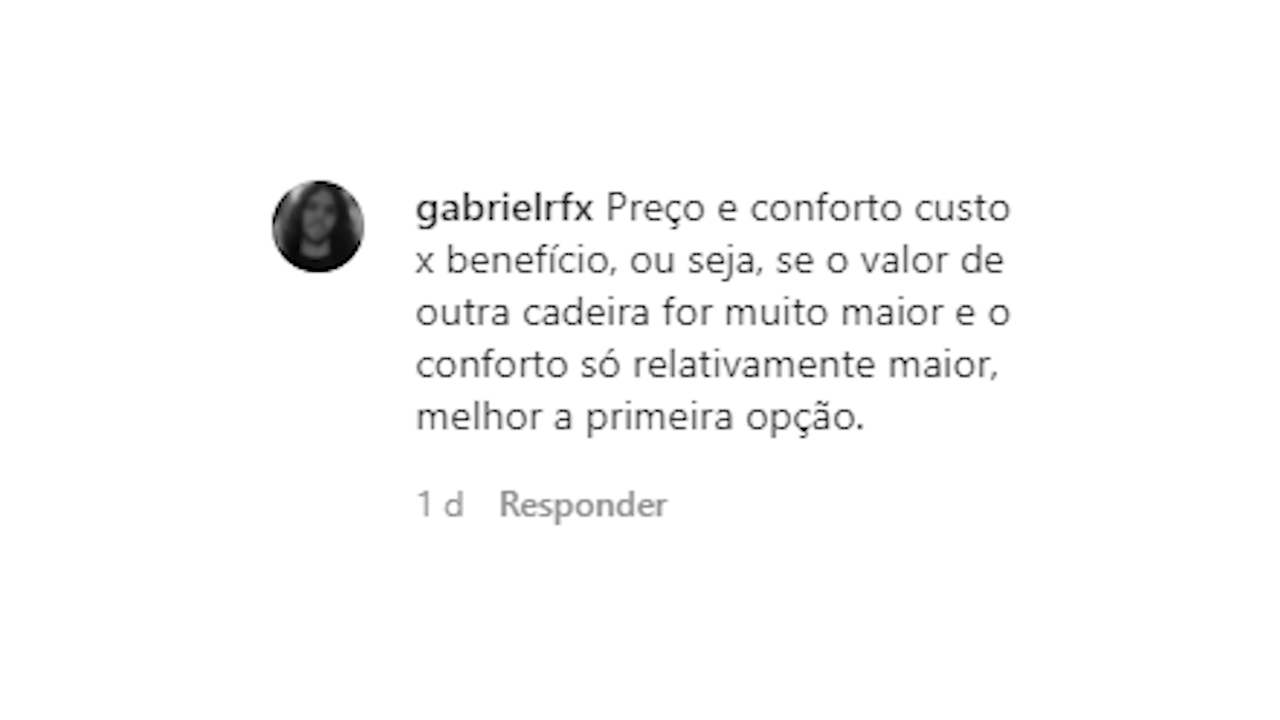 gabrielrfx Preço e conforto custo
x benefício, ou seja, se o valor de
outra cadeira for muito maior e o
conforto só relativamente maior,
melhor a primeira opção.
1 d Responder